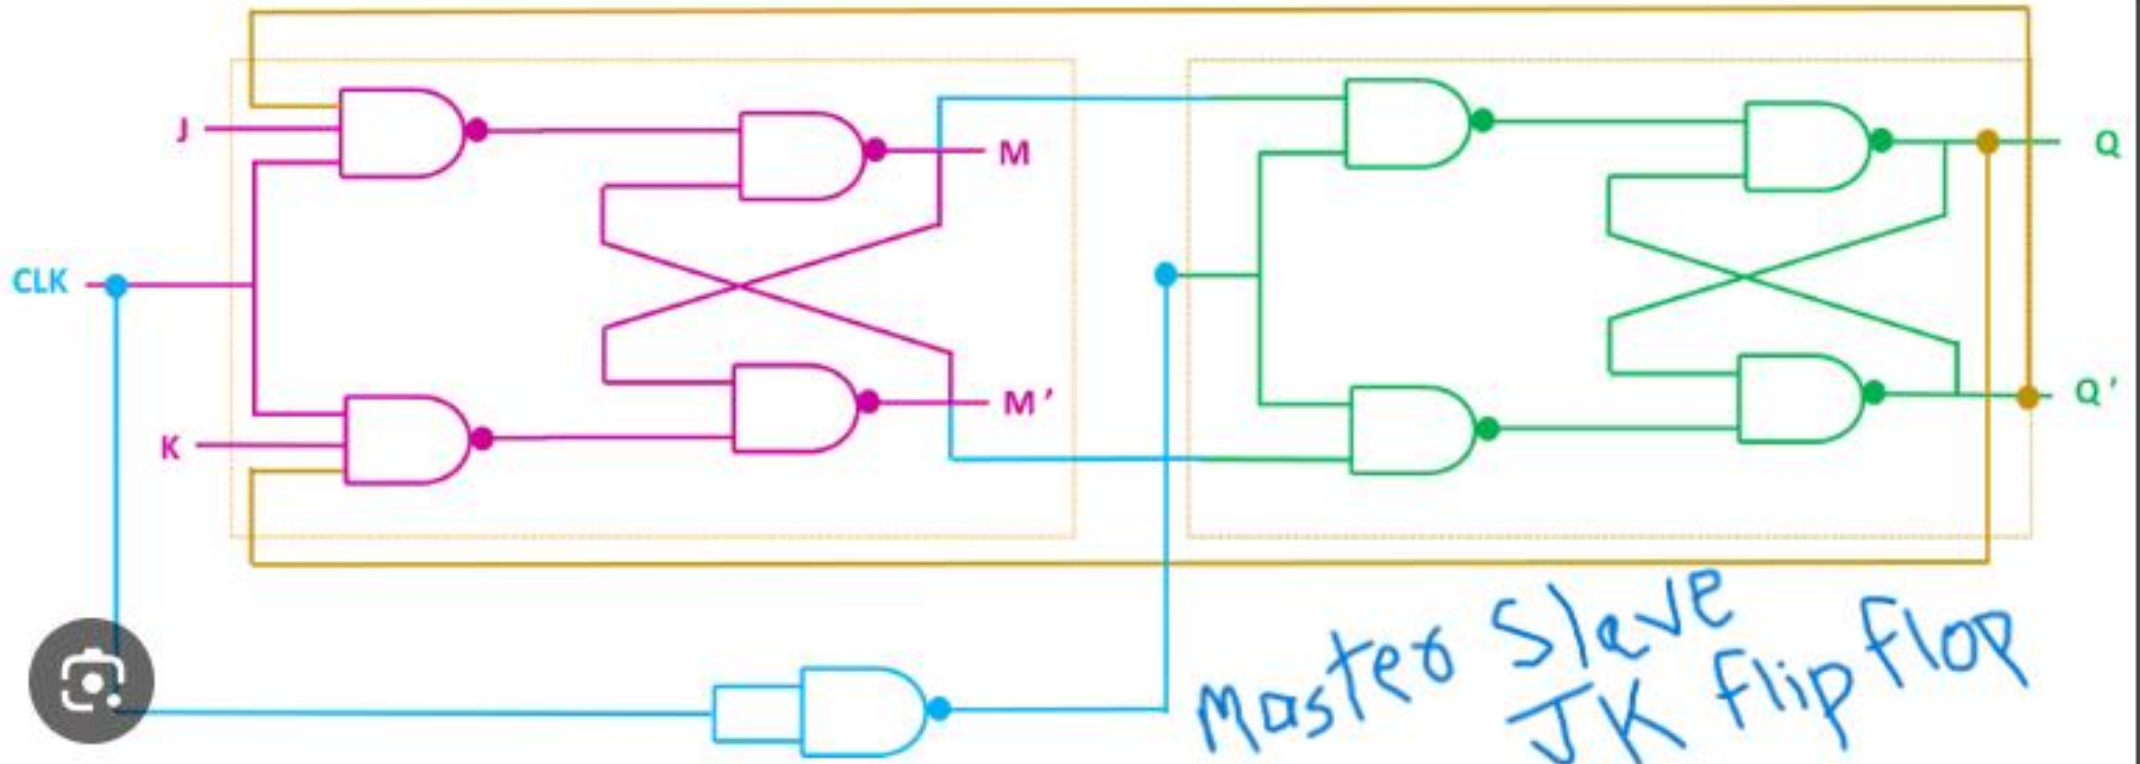 J
M
Q
CLK
M′
Q′
K
Master Slave
JK flip flop